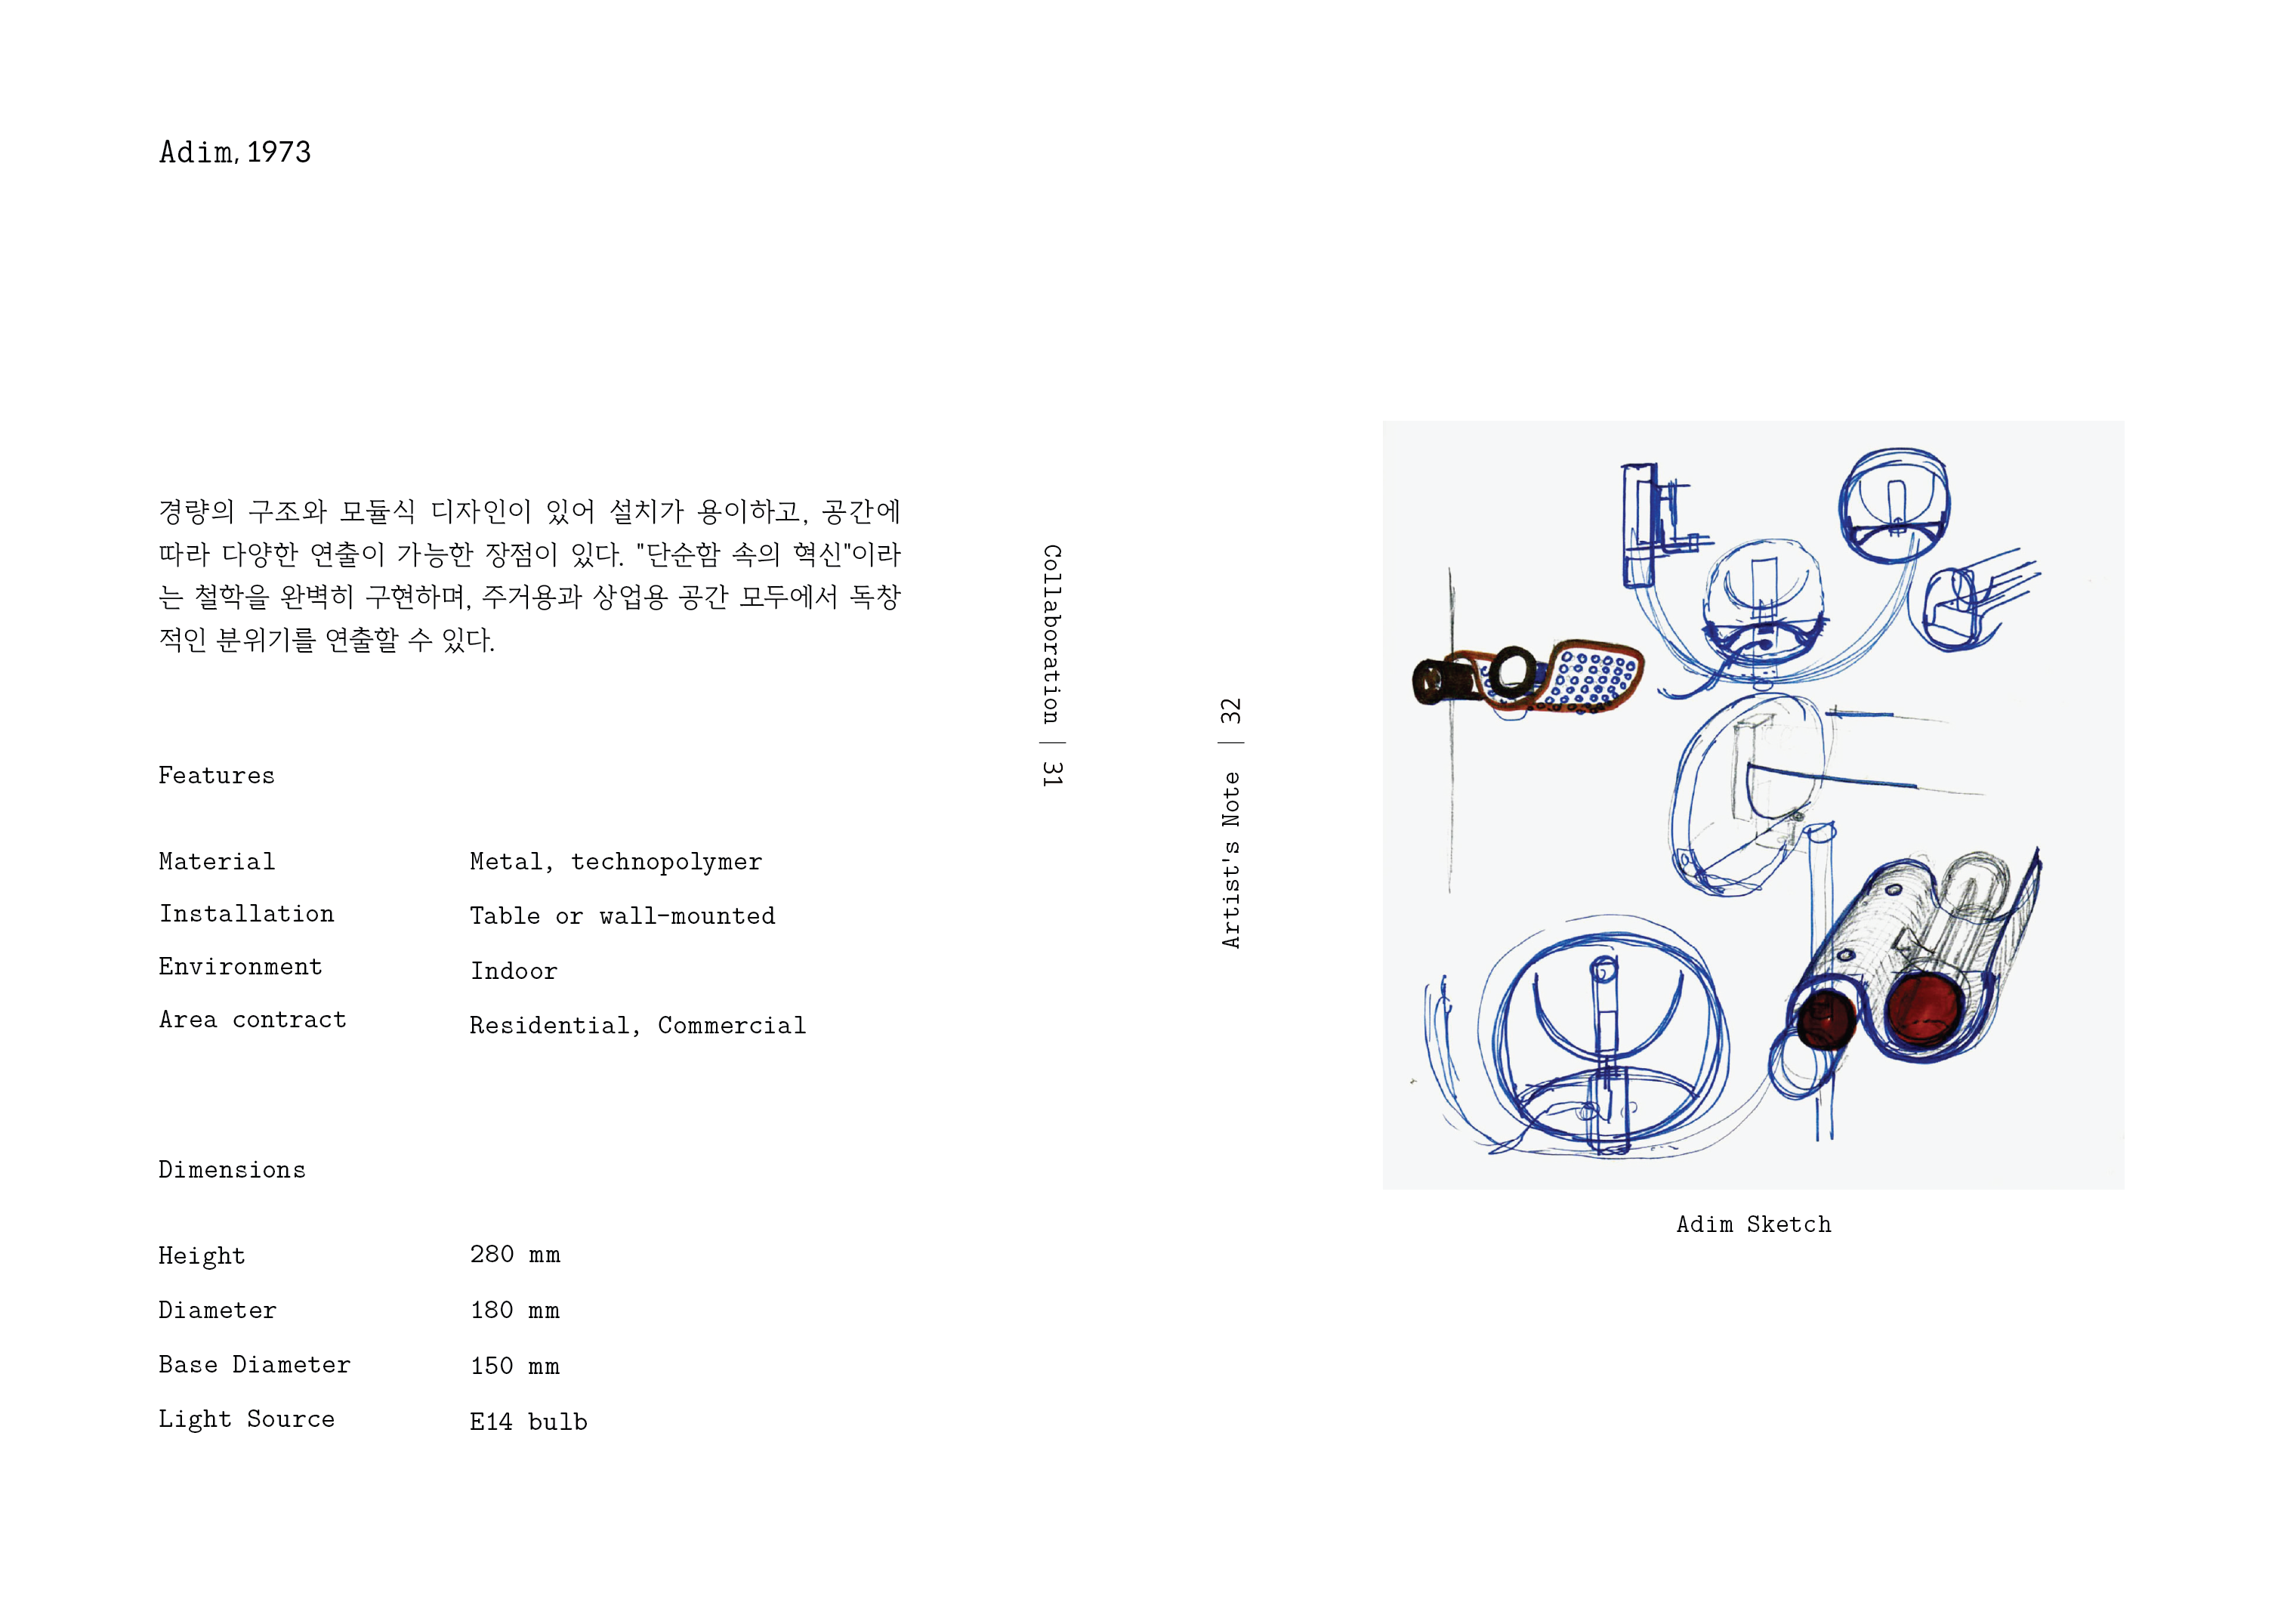 Adim, 1973
경량의 구조와 모듈식 디자인이 있어 설치가 용이하고, 공간에
따라 다양한 연출이 가능한 장점이 있다. "단순함 속의 혁신"이라
는 철학을 완벽히 구현하며, 주거용과 상업용 공간 모두에서 독창
적인 분위기를 연출할 수 있다.
Features
Material Metal, technopolymer
Installation Table or wall-mounted
Environment Indoor
Area contract Residential, Commercial
Dimensions
Height 280 mm
Diameter 180 mm
Base Diameter 150 mm
Light Source E14 bulb
Collaboration | 31
Artist's Note | 32
Adim Sketch